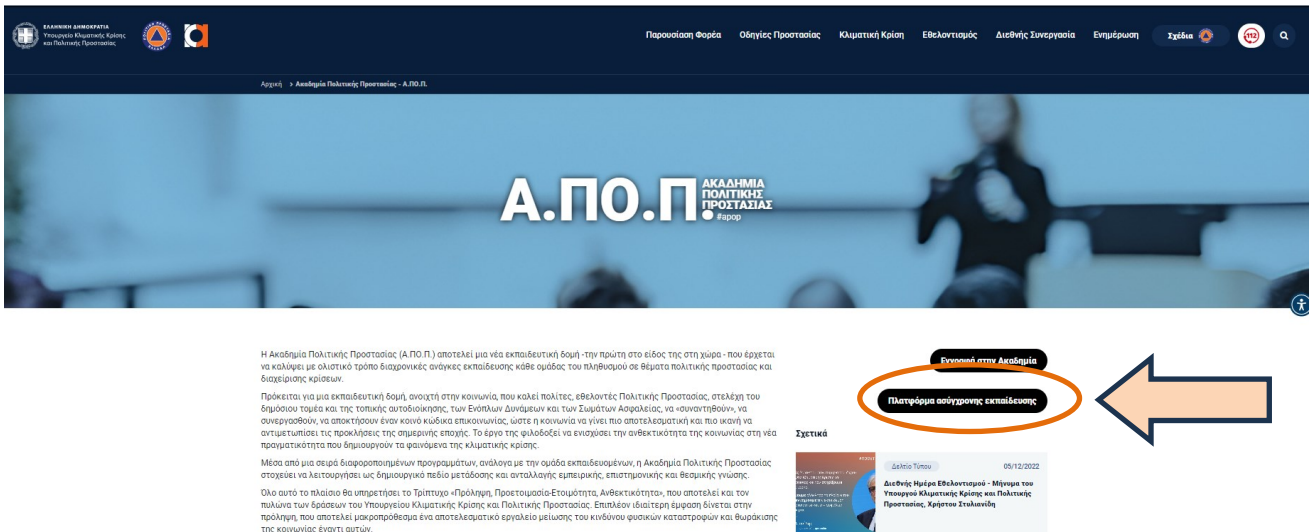 ΕΛΛΗΝΙΚΗ ΔΗΜΟΚΡΑΤΙΑ
Υπουργείο Κλιματικής Κρίσης
και Πολιτικής Προστασίας
Παρουσίαση Φορέα Οδηγίες Προστασίας Κλιματική Κρίση Εθελοντισμός Διεθνής Συνεργασία Ενημέρωση Σχέδια 112
Αρχική > Ακαδημία Πολιτικής Προστασίας - Α.ΠΟ.Π.
Α.ΠΟ.Π.
ΑΚΑΔΗΜΙΑ
ΠΟΛΙΤΙΚΗΣ
ΠΡΟΣΤΑΣΙΑΣ
#apop
Η Ακαδημία Πολιτικής Προστασίας (Α.ΠΟ.Π.) αποτελεί μια νέα εκπαιδευτική δομή -την πρώτη στο είδος της στη χώρα - που έρχεται
να καλύψει με ολιστικό τρόπο διαχρονικές ανάγκες εκπαίδευσης κάθε ομάδας του πληθυσμού σε θέματα πολιτικής προστασίας και
διαχείρισης κρίσεων.
Πρόκειται για μια εκπαιδευτική δομή, ανοιχτή στην κοινωνία, που καλεί πολίτες, εθελοντές Πολιτικής Προστασίας, στελέχη του
δημόσιου τομέα και της τοπικής αυτοδιοίκησης, των Ενόπλων Δυνάμεων και των Σωμάτων Ασφαλείας, να «συναντηθούν», να
συνεργασθούν, να αποκτήσουν έναν κοινό κώδικα επικοινωνίας, ώστε η κοινωνία να γίνει πιο αποτελεσματική και πιο ικανή να
αντιμετωπίσει τις προκλήσεις της σημερινής εποχής. Το έργο της φιλοδοξεί να ενισχύσει την ανθεκτικότητα της κοινωνίας στη νέα
πραγματικότητα που δημιουργούν τα φαινόμενα της κλιματικής κρίσης.
Μέσα από μια σειρά διαφοροποιημένων προγραμμάτων, ανάλογα με την ομάδα εκπαιδευομένων, η Ακαδημία Πολιτικής Προστασίας
στοχεύει να λειτουργήσει ως δημιουργικό πεδίο μετάδοσης και ανταλλαγής εμπειρικής, επιστημονικής και θεσμικής γνώσης.
Όλο αυτό το πλαίσιο θα υπηρετήσει το Τρίπτυχο «Πρόληψη, Προετοιμασία-Ετοιμότητα, Ανθεκτικότητα», που αποτελεί και τον
πυλώνα των δράσεων του Υπουργείου Κλιματικής Κρίσης και Πολιτικής Προστασίας. Επιπλέον ιδιαίτερη έμφαση δίνεται στην
πρόληψη, που αποτελεί μακροπρόθεσμα ένα αποτελεσματικό εργαλείο μείωσης του κινδύνου φυσικών καταστροφών και θωράκισης
της κοινωνίας έναντι αυτών.
Εγγραφή στην Ακαδημία
Πλατφόρμα ασύγχρονης εκπαίδευσης
Σχετικά
Δελτίο Τύπου 05/12/2022
Διεθνής Ημέρα Εθελοντισμού - Μήνυμα του
Υπουργού Κλιματικής Κρίσης και Πολιτικής
Προστασίας, Χρήστου Στυλιανίδη